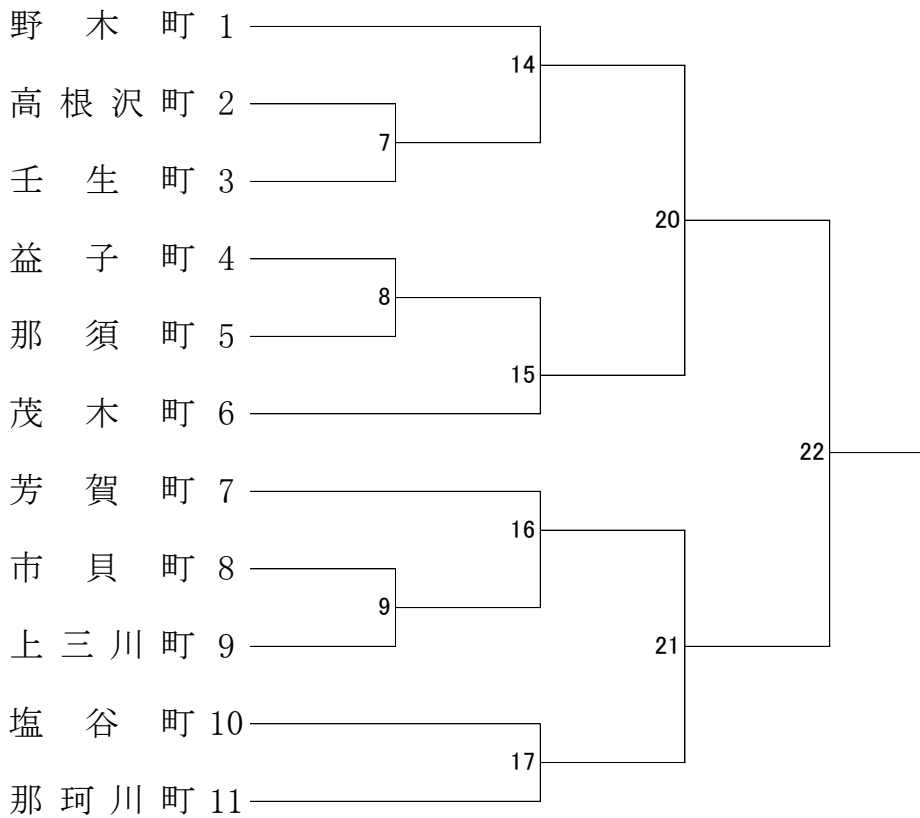 野木町 1
14
高根沢町 2
7
壬生町 3
20
益子町 4
8
那須町 5
15
茂木町 6
22
芳賀町 7
16
市貝町 8
9
上三川町 9
21
塩谷町 10
17
那珂川町 11